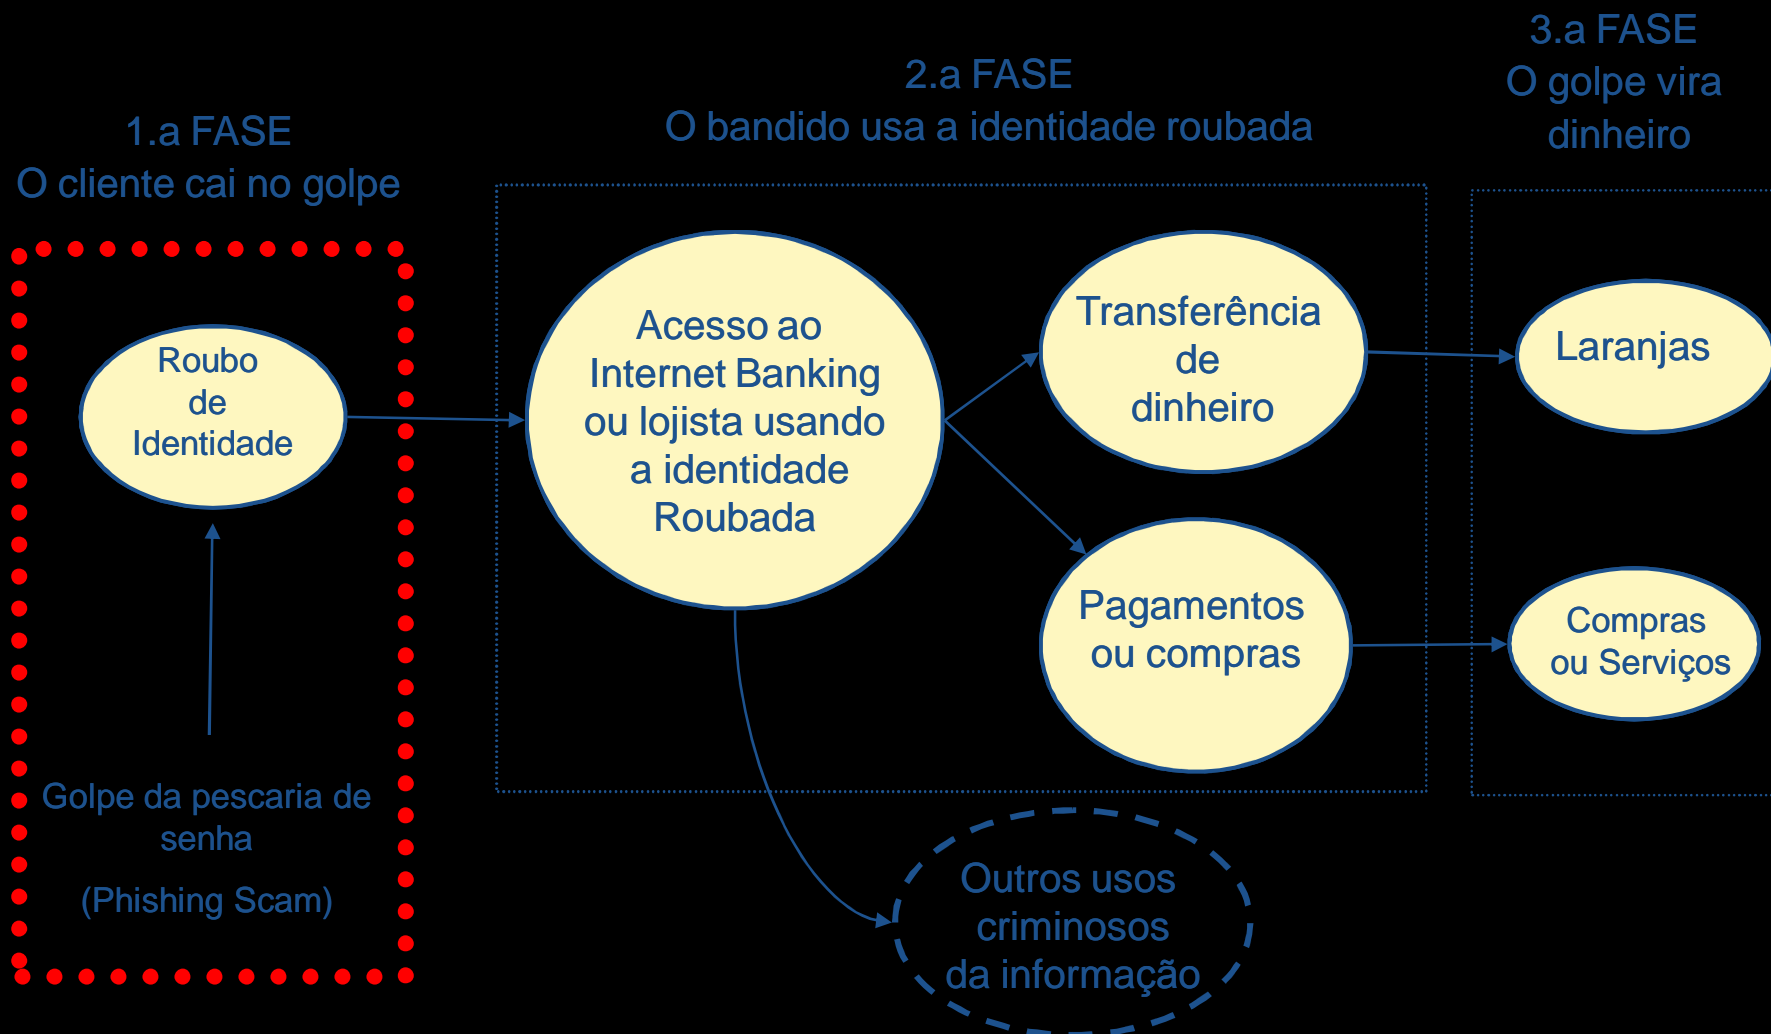 1.a FASE
O cliente cai no golpe
Roubo
de
Identidade
Golpe da pescaria de
senha
(Phishing Scam)
2.a FASE
O bandido usa a identidade roubada
Acesso ao
Internet Banking
ou lojista usando
a identidade
Roubada
Transferência
de
dinheiro
Pagamentos
ou compras
Outros usos
criminosos
da informação
3.a FASE
O golpe vira
dinheiro
Laranjas
Compras
ou Serviços